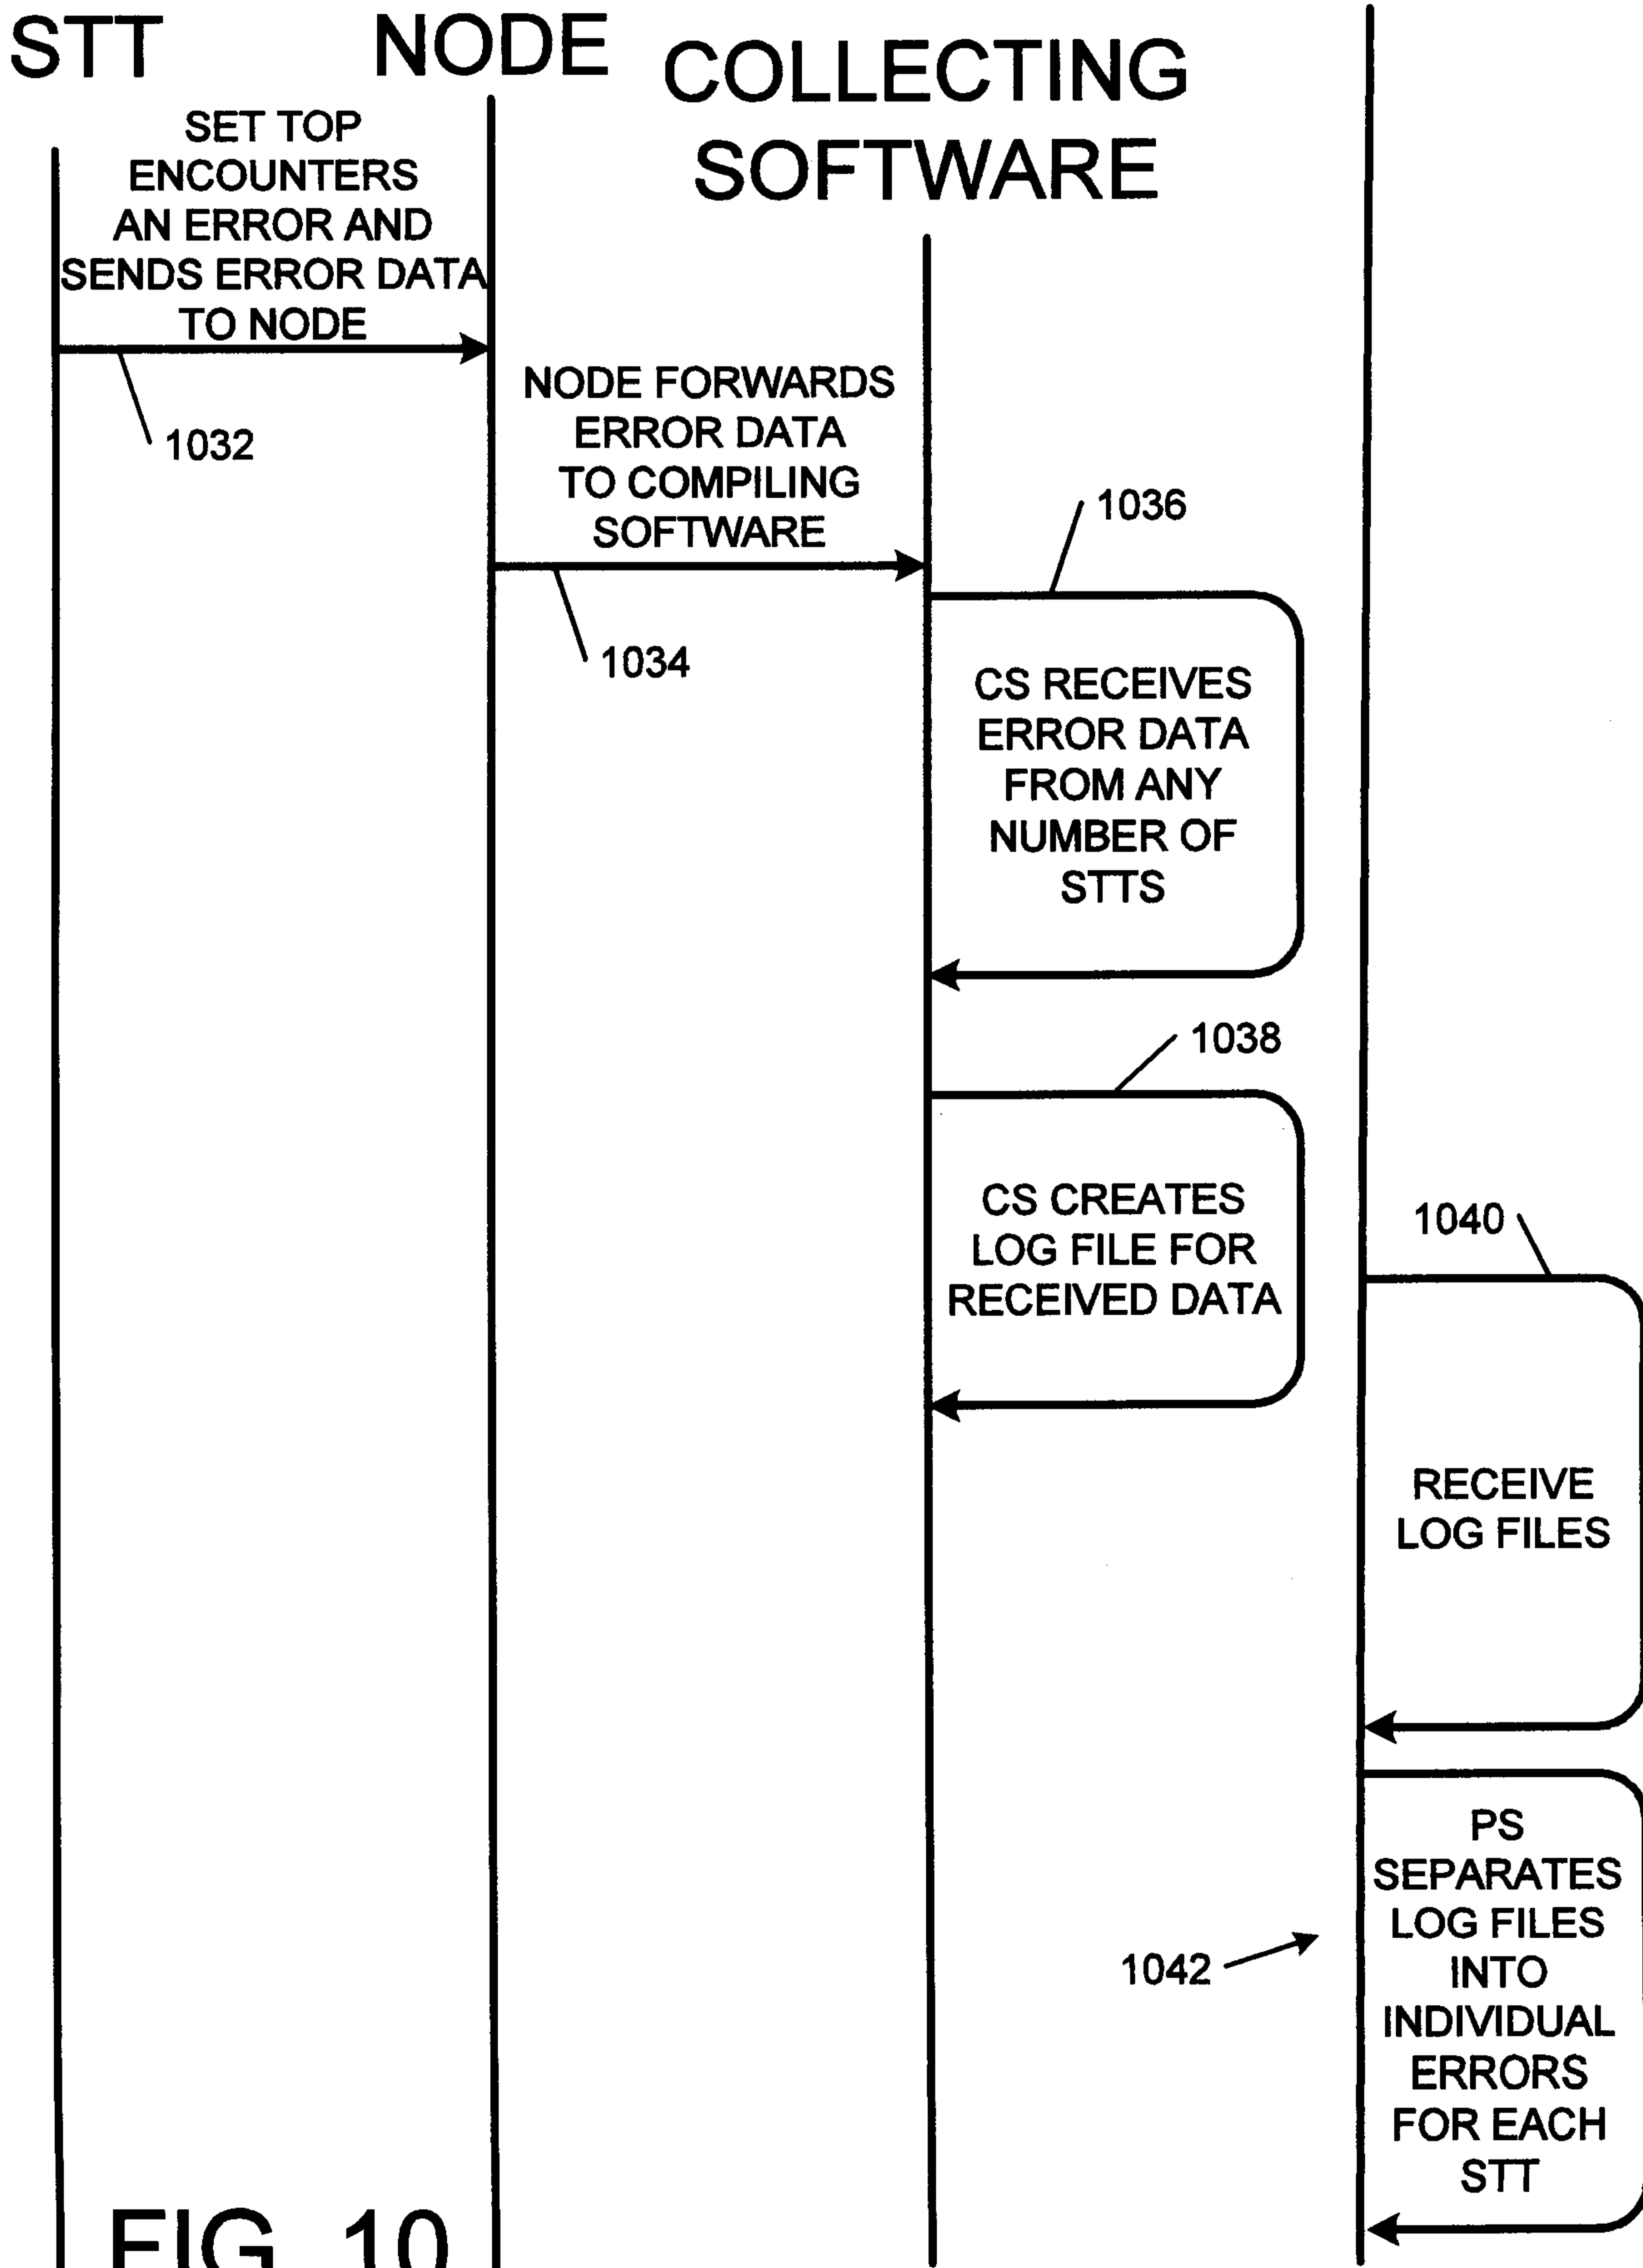 STT
NODE
COLLECTING
SOFTWARE
SET TOP
ENCOUNTERS
AN ERROR AND
SENDS ERROR DATA
TO NODE
1032
NODE FORWARDS
ERROR DATA
TO COMPILING
SOFTWARE
1034
1036
CS RECEIVES
ERROR DATA
FROM ANY
NUMBER OF
STTS
1038
CS CREATES
LOG FILE FOR
RECEIVED DATA
1040
RECEIVE
LOG FILES
1042
PS
SEPARATES
LOG FILES
INTO
INDIVIDUAL
ERRORS
FOR EACH
STT
FIG. 10